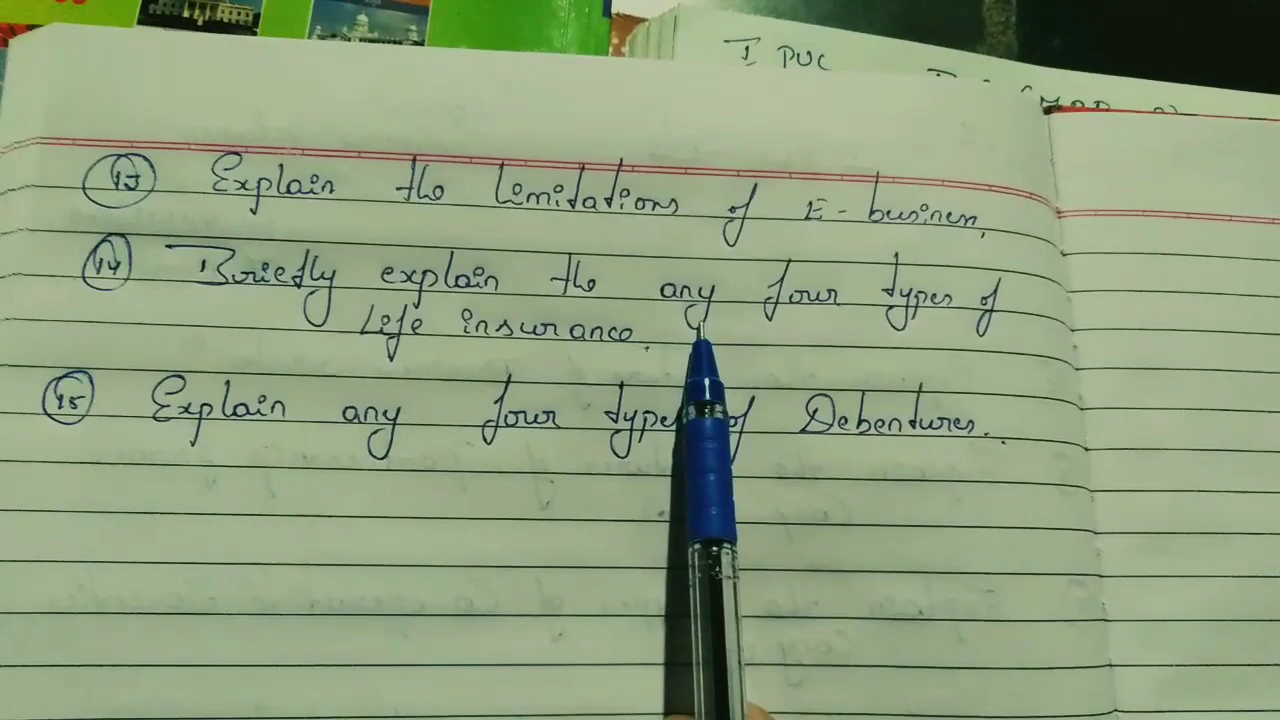 I PUC
13 Explain the limitations of E-business.
14 Briefly explain the any four types of
Life insurance.
15 Explain any four types of Debentures.